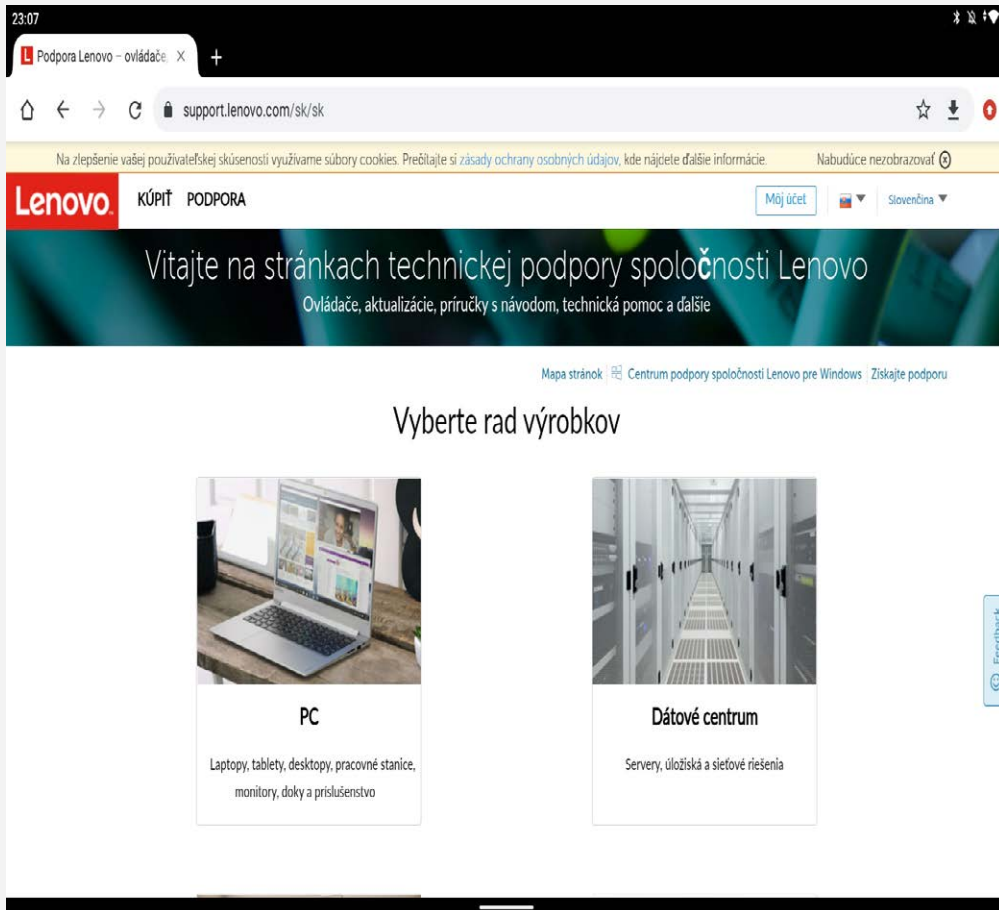 23:07
Podpora Lenovo – ovládače,
support.lenovo.com/sk/sk
Na zlepšenie vašej používateľskej skúsenosti využívame súbory cookies. Prečítajte si zásady ochrany osobných údajov, kde nájdete ďalšie informácie. Nabudúce nezobrazovať
Lenovo. KÚPIŤ PODPORA Môj účet Slovenčina
Vitajte na stránkach technickej podpory spoločnosti Lenovo
Ovládače, aktualizácie, príručky s návodom, technická pomoc a ďalšie
Mapa stránok Centrum podpory spoločnosti Lenovo pre Windows Získajte podporu
Vyberte rad výrobkov
PC
Laptopy, tablety, desktopy, pracovné stanice,
monitory, doky a príslušenstvo
Dátové centrum
Servery, úložiská a sieťové riešenia
Feedback